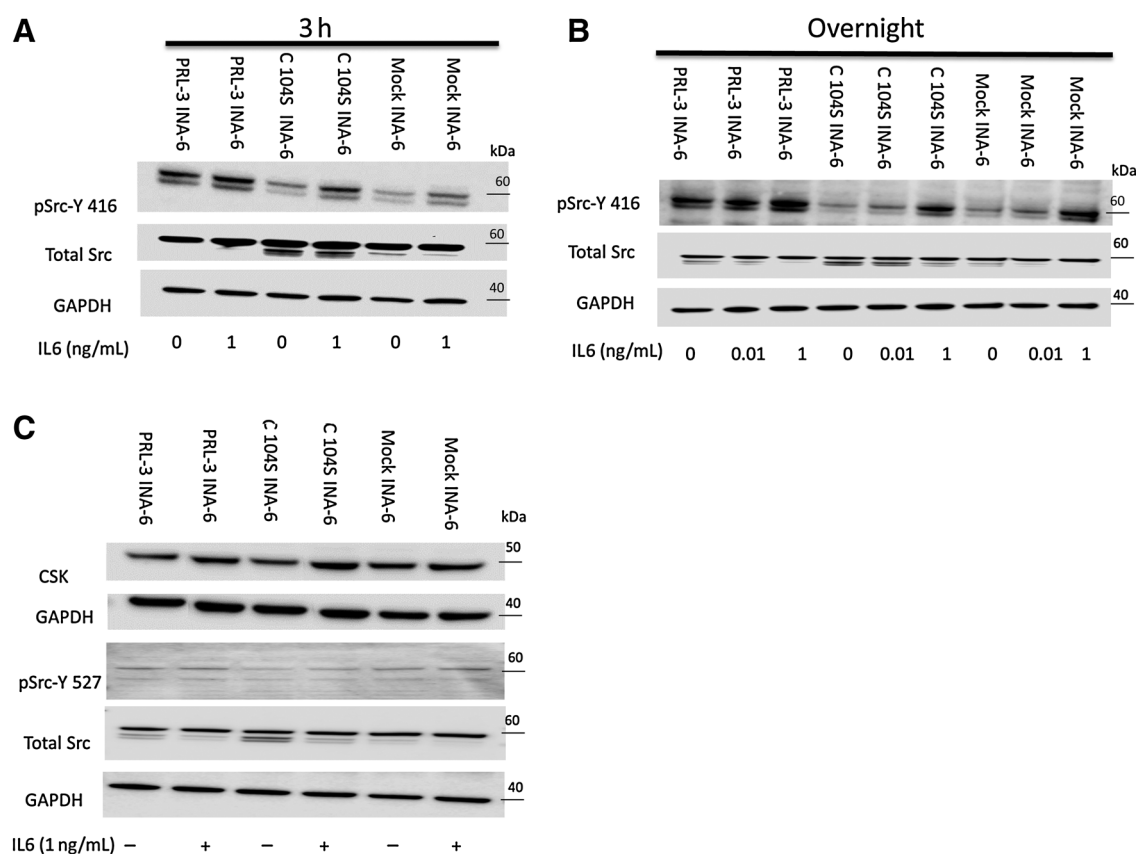 A
3 h
PRL-3 INA-6
PRL-3 INA-6
C 104S INA-6
C 104S INA-6
Mock INA-6
Mock INA-6
kDa
pSrc-Y 416
60
Total Src
60
GAPDH
40
IL6 (ng/mL) 0 1 0 1 0 1
B
Overnight
PRL-3 INA-6
PRL-3 INA-6
PRL-3 INA-6
C 104S INA-6
C 104S INA-6
C 104S INA-6
Mock INA-6
Mock INA-6
Mock INA-6
kDa
pSrc-Y 416
60
Total Src
60
GAPDH
40
IL6 (ng/mL) 0 0.01 1 0 0.01 1 0 0.01 1
C
PRL-3 INA-6
PRL-3 INA-6
C 104S INA-6
C 104S INA-6
Mock INA-6
Mock INA-6
kDa
CSK
50
GAPDH
40
pSrc-Y 527
60
Total Src
60
GAPDH
40
IL6 (1 ng/mL) – + – + – +